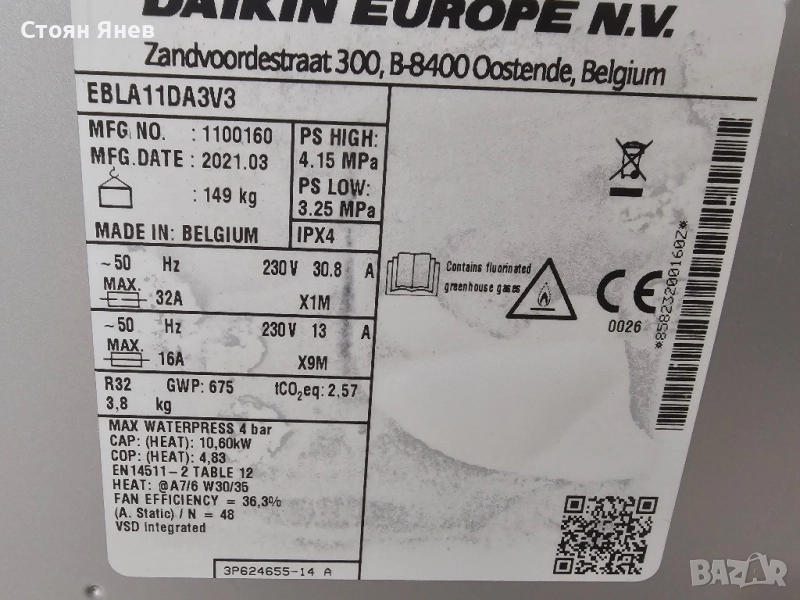 Стоян Янев
DAIKIN EUROPE N.V.
Zandvoordestraat 300, B-8400 Oostende, Belgium
EBLA11DA3V3
MFG. NO. : 1100160
MFG.DATE : 2021.03
: 149 kg
MADE IN: BELGIUM
PS HIGH:
4.15 MPa
PS LOW:
3.25 MPa
IPX4
~50 Hz 230V 30.8 A
MAX.
32A X1M
~50 Hz 230V 13 A
MAX.
16A X9M
R32 GWP: 675 tCO2eq: 2,57
3,8 kg
MAX WATERPRESS 4 bar
CAP: (HEAT): 10,60kW
COP: (HEAT): 4,83
EN14511-2 TABLE 12
HEAT: @A7/6 W30/35
FAN EFFICIENCY = 36,3%
(A. Static) / N = 48
VSD integrated
3P624655-14 A
Contains fluorinated
greenhouse gases
CE
0026
*858232001160Z*
BAZAR